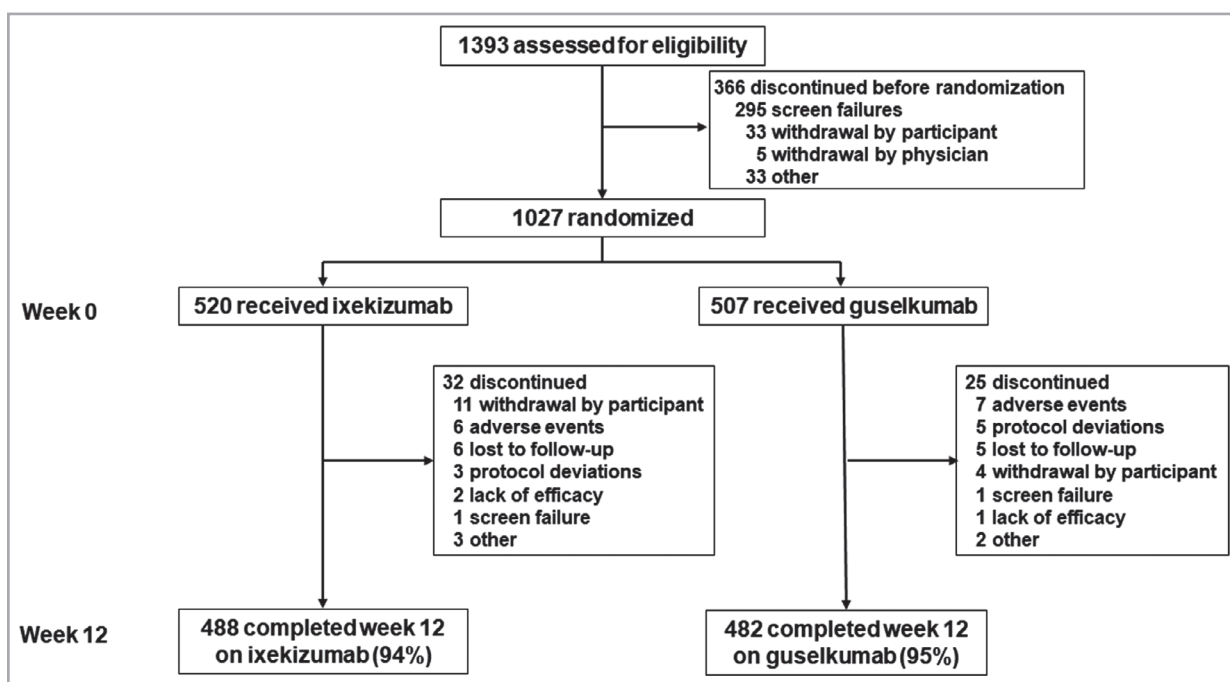 1393 assessed for eligibility
366 discontinued before randomization
295 screen failures
33 withdrawal by participant
5 withdrawal by physician
33 other
1027 randomized
Week 0
520 received ixekizumab
507 received guselkumab
32 discontinued
11 withdrawal by participant
6 adverse events
6 lost to follow-up
3 protocol deviations
2 lack of efficacy
1 screen failure
3 other
25 discontinued
7 adverse events
5 protocol deviations
5 lost to follow-up
4 withdrawal by participant
1 screen failure
1 lack of efficacy
2 other
Week 12
488 completed week 12
on ixekizumab (94%)
482 completed week 12
on guselkumab (95%)